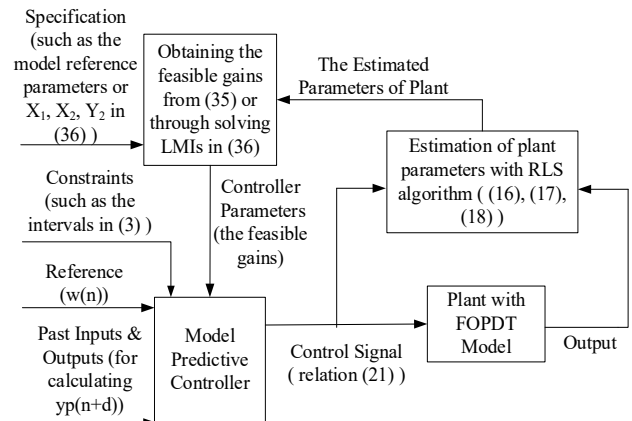 Specification
(such as the
model reference
parameters or
X₁, X₂, Y₂ in
(36) )
Obtaining the
feasible gains
from (35) or
through solving
LMIs in (36)
The Estimated
Parameters of Plant
Estimation of plant
parameters with RLS
algorithm ( (16), (17),
(18) )
Constraints
(such as the
intervals in (3) )
Controller
Parameters
(the feasible
gains)
Reference
(w(n))
Past Inputs &
Outputs (for
calculating
yp(n+d))
Model
Predictive
Controller
Control Signal
( relation (21) )
Plant with
FOPDT
Model
Output